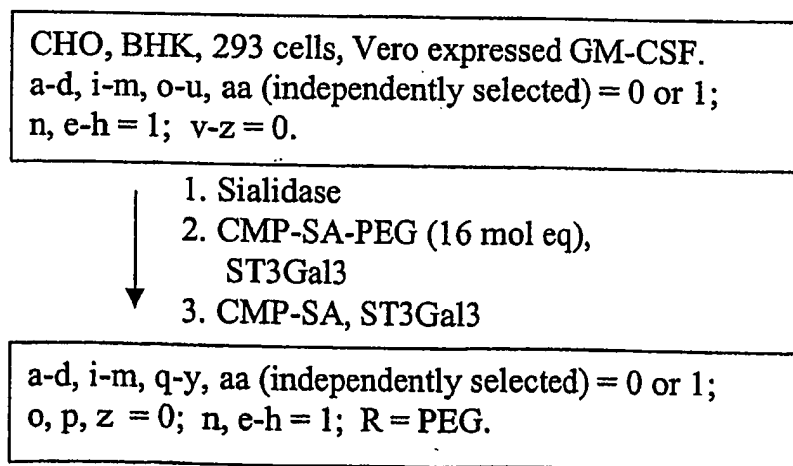 CHO, BHK, 293 cells, Vero expressed GM-CSF.
a-d, i-m, o-u, aa (independently selected) = 0 or 1;
n, e-h = 1; v-z = 0.
1. Sialidase
2. CMP-SA-PEG (16 mol eq),
ST3Gal3
3. CMP-SA, ST3Gal3
a-d, i-m, q-y, aa (independently selected) = 0 or 1;
o, p, z = 0; n, e-h = 1; R = PEG.